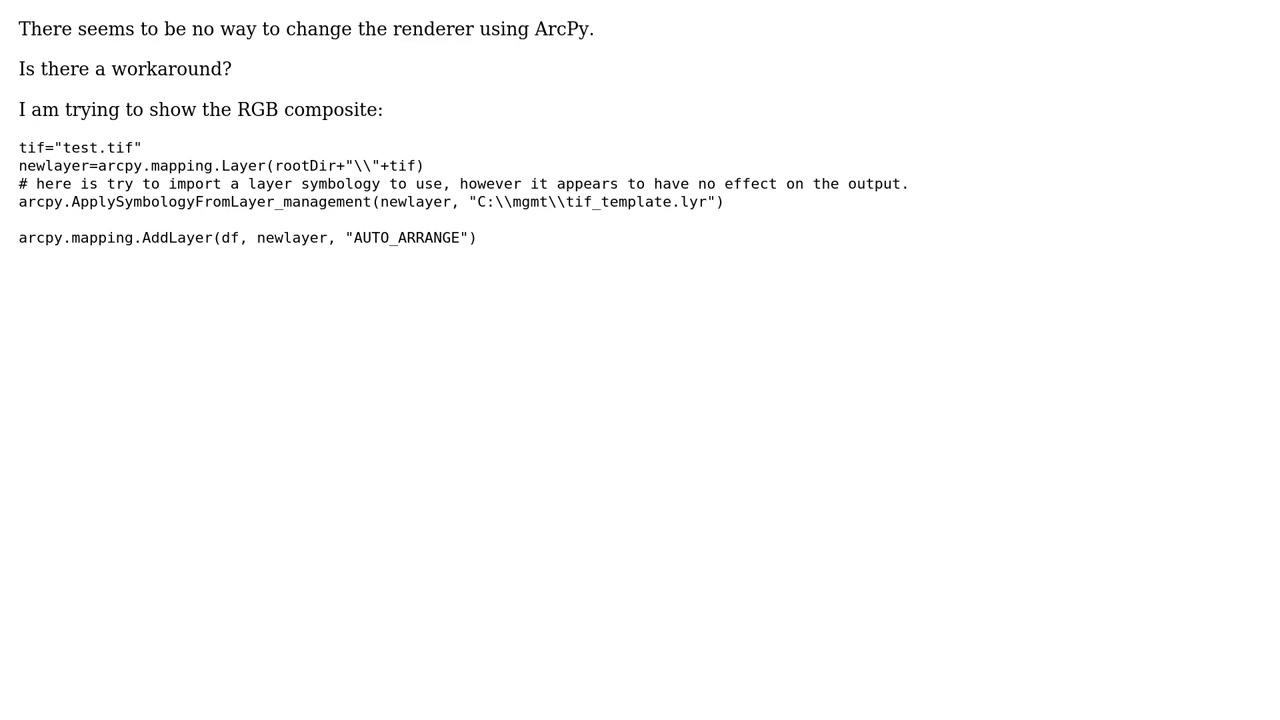 There seems to be no way to change the renderer using ArcPy.
Is there a workaround?
I am trying to show the RGB composite:
tif="test.tif"
newlayer=arcpy.mapping.Layer(rootDir+"\\"+tif)
# here is try to import a layer symbology to use, however it appears to have no effect on the output.
arcpy.ApplySymbologyFromLayer_management(newlayer, "C:\\mgmt\\tif_template.lyr")
arcpy.mapping.AddLayer(df, newlayer, "AUTO_ARRANGE")